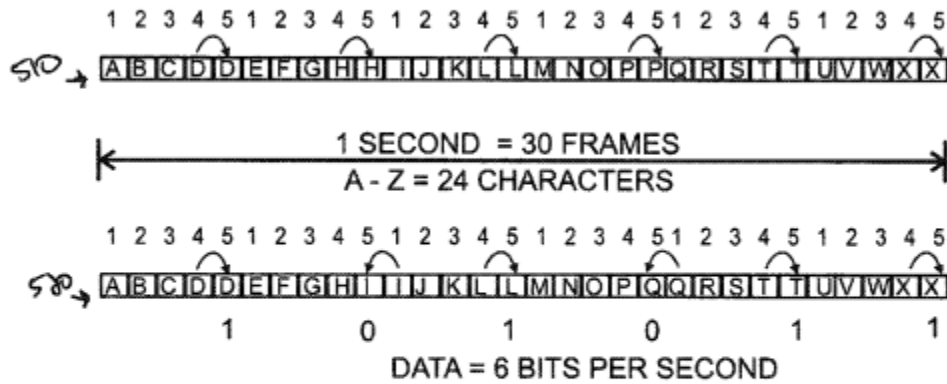 1 2 3 4 5 1 2 3 4 5 1 2 3 4 5 1 2 3 4 5 1 2 3 4 5 1 2 3 4 5
510 A B C D D E F G H H I J K L L M N O P P Q R S T T U V W X X
1 SECOND = 30 FRAMES
A - Z = 24 CHARACTERS
1 2 3 4 5 1 2 3 4 5 1 2 3 4 5 1 2 3 4 5 1 2 3 4 5 1 2 3 4 5
520 A B C D D E F G H I I J K L L M N O P Q Q R S T T U V W X X
1 0 1 0 1 1
DATA = 6 BITS PER SECOND